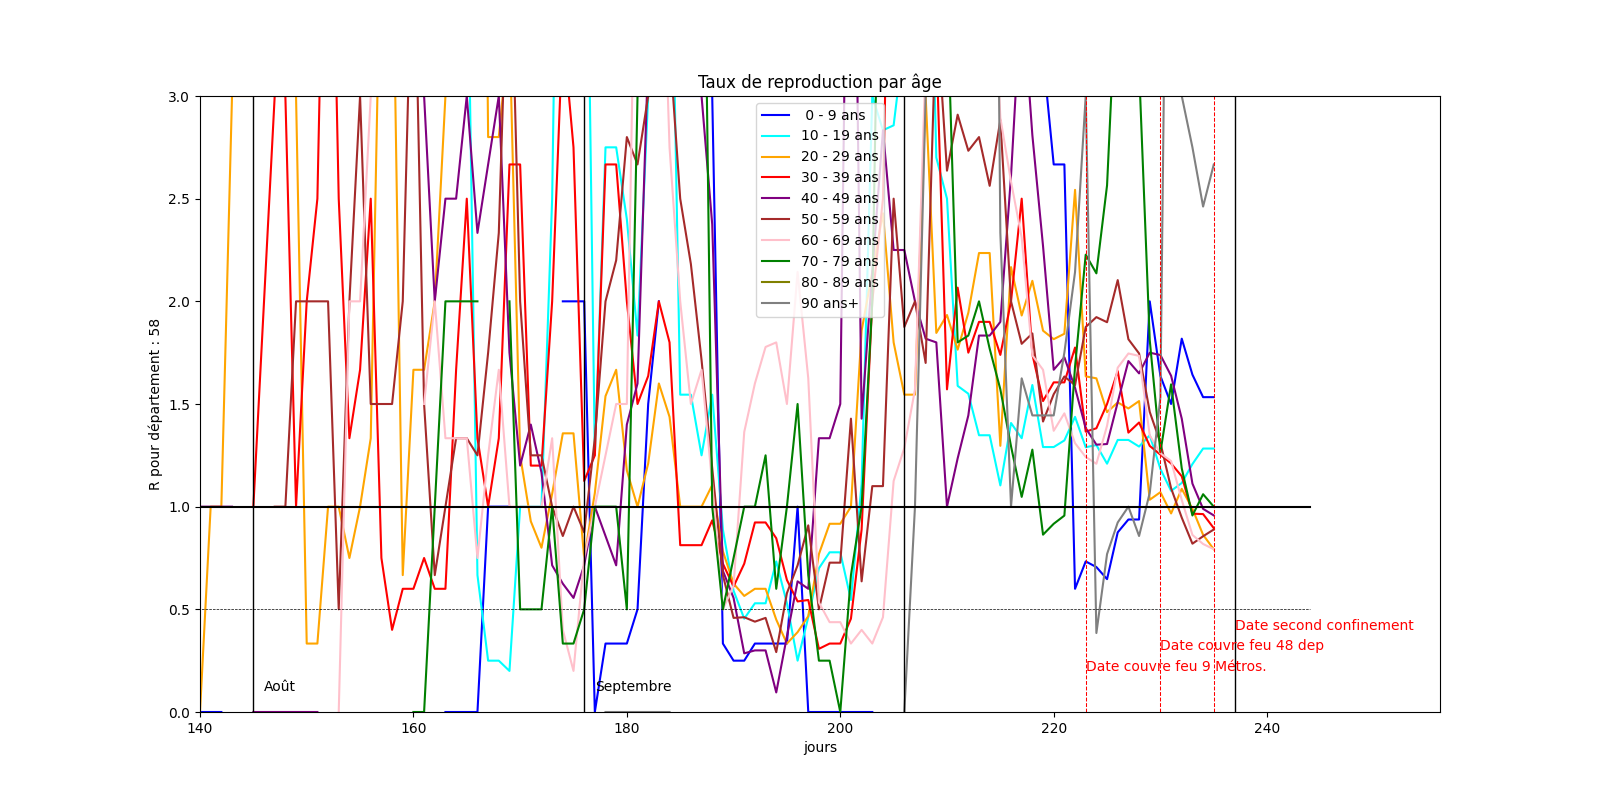 Taux de reproduction par âge
R pour département : 58
3.0
2.5
2.0
1.5
1.0
0.5
0.0
0 - 9 ans
10 - 19 ans
20 - 29 ans
30 - 39 ans
40 - 49 ans
50 - 59 ans
60 - 69 ans
70 - 79 ans
80 - 89 ans
90 ans+
Date second confinement
Date couvre feu 48 dep
Date couvre feu 9 Métros.
Août
Septembre
140
160
180
200
220
240
jours